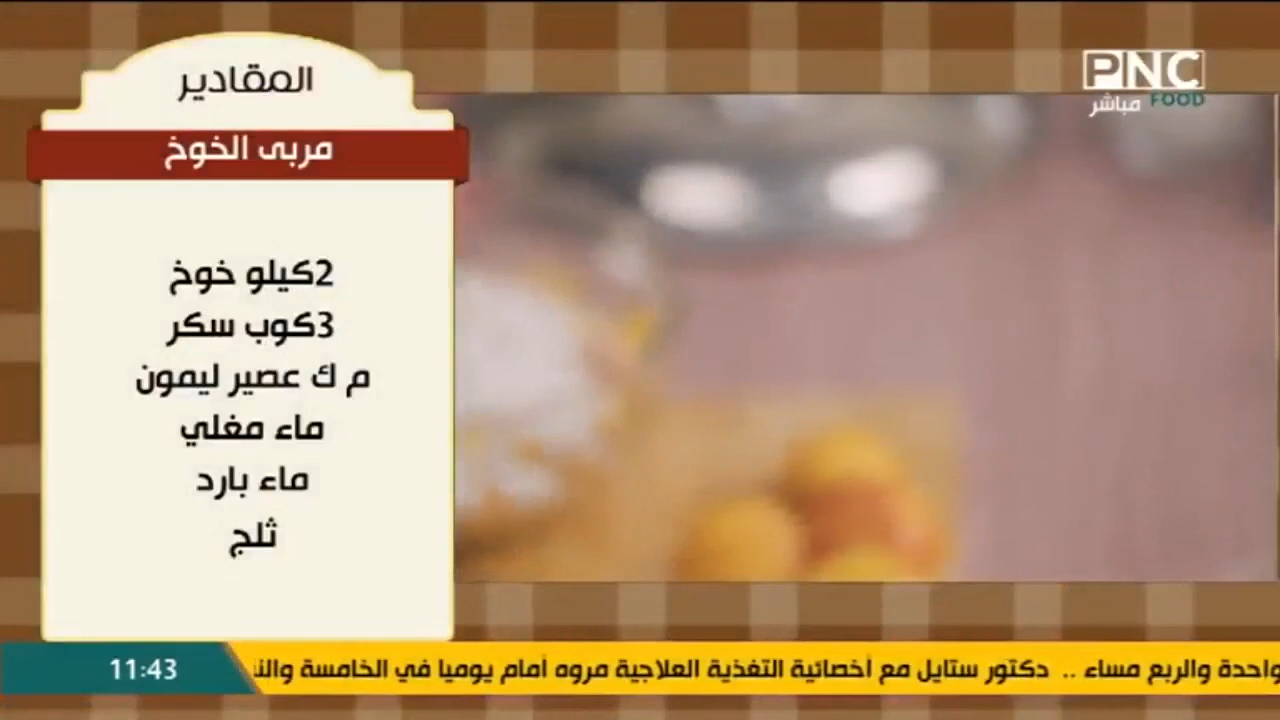 المقادير
مربى الخوخ
2كيلو خوخ
3كوب سكر
م ك عصير ليمون
ماء مغلي
ماء بارد
ثلج
PNC
FOOD مباشر
واحدة والربع مساء .. دكتور ستايل مع أخصائية التغذية العلاجية مروه أمام يوميا في الخامسة
11:43